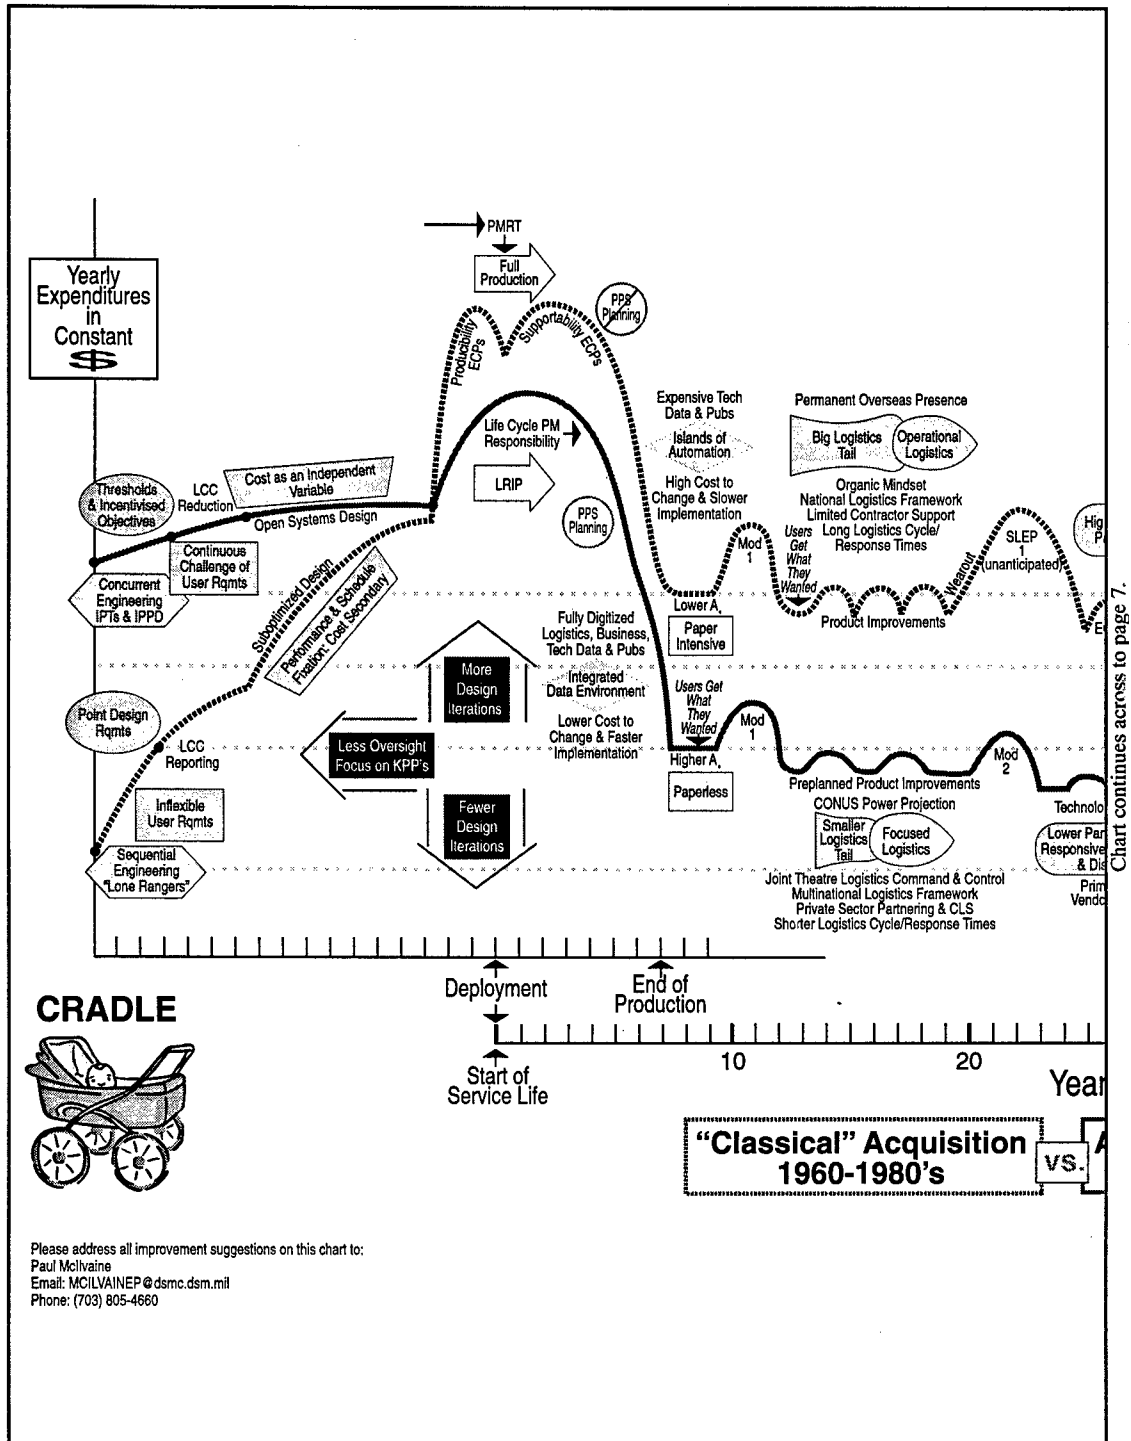 PMRT
Full
Production
Yearly
Expenditures
in
Constant
$
PPS
Planning
Producibility
ECPs
Supportability ECPs
Expensive Tech
Data & Pubs
Islands of
Automation
High Cost to
Change & Slower
Implementation
Permanent Overseas Presence
Big Logistics
Tail
Operational
Logistics
Organic Mindset
National Logistics Framework
Limited Contractor Support
Long Logistics Cycle/
Response Times
Life Cycle PM
Responsibility
LRIP
PPS
Planning
Thresholds
& Incentivised
Objectives
LCC
Reduction
Cost as an Independent
Variable
Open Systems Design
Continuous
Challenge of
User Rqmts
Concurrent
Engineering
IPTs & IPPD
Suboptimized Design
Performance & Schedule
Fixation: Cost Secondary
Mod
1
Users
Get
What
They
Wanted
Wearout
SLEP
1
(unanticipated)
Hig
Lower A
Paper
Intensive
Product Improvements
Fully Digitized
Logistics, Business,
Tech Data & Pubs
Integrated
Data Environment
Lower Cost to
Change & Faster
Implementation
More
Design
Iterations
Less Oversight
Focus on KPP's
Fewer
Design
Iterations
Point Design
Rqmts
LCC
Reporting
Inflexible
User Rqmts
Sequential
Engineering
"Lone Rangers"
Users Get
What
They
Wanted
Mod
1
Higher A
Paperless
Mod
2
Preplanned Product Improvements
CONUS Power Projection
Smaller
Logistics
Tail
Focused
Logistics
Joint Theatre Logistics Command & Control
Multinational Logistics Framework
Private Sector Partnering & CLS
Shorter Logistics Cycle/Response Times
Technolo
Lower Par
Responsive
& Dis
Prim
Vendo
Chart continues across to page 7.
Deployment
End of
Production
Start of
Service Life
10
20
Year
CRADLE
"Classical" Acquisition
1960-1980's
VS.
A
Please address all improvement suggestions on this chart to:
Paul McIlvaine
Email: MCILVAINEP@dsmc.dsm.mil
Phone: (703) 805-4660